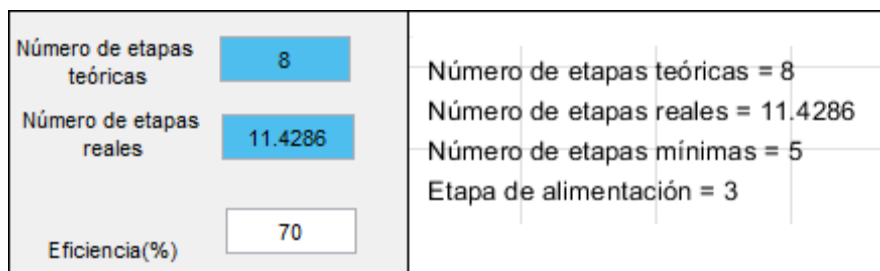 Número de etapas
teóricas
8
Número de etapas
reales
11.4286
Eficiencia(%)
70
Número de etapas teóricas = 8
Número de etapas reales = 11.4286
Número de etapas mínimas = 5
Etapa de alimentación = 3